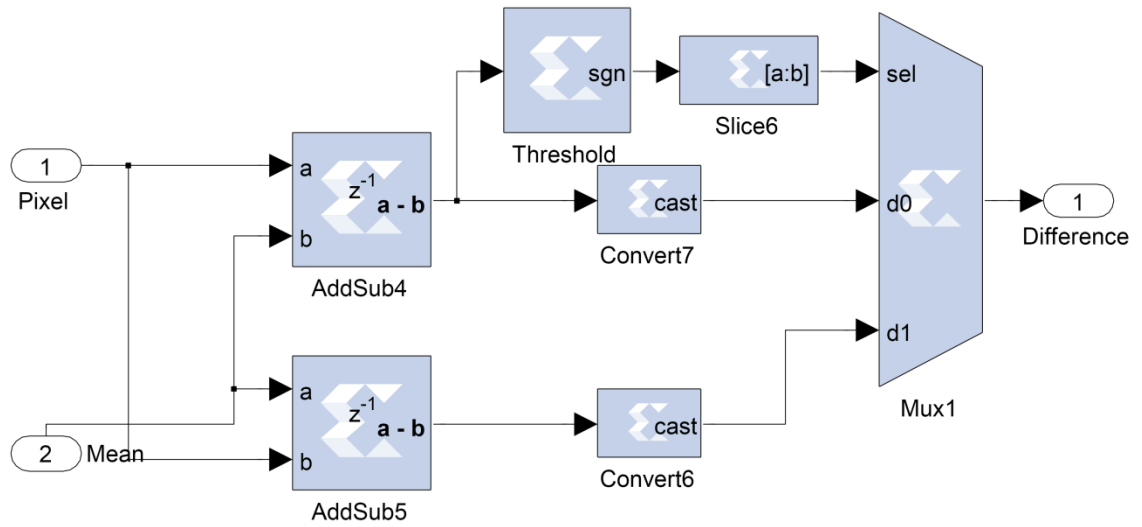 sgn
Threshold
[a:b]
Slice6
sel
d0
d1
Mux1
1
Pixel
a
b
z-1
a - b
AddSub4
cast
Convert7
1
Difference
2
Mean
a
b
z-1
a - b
AddSub5
cast
Convert6